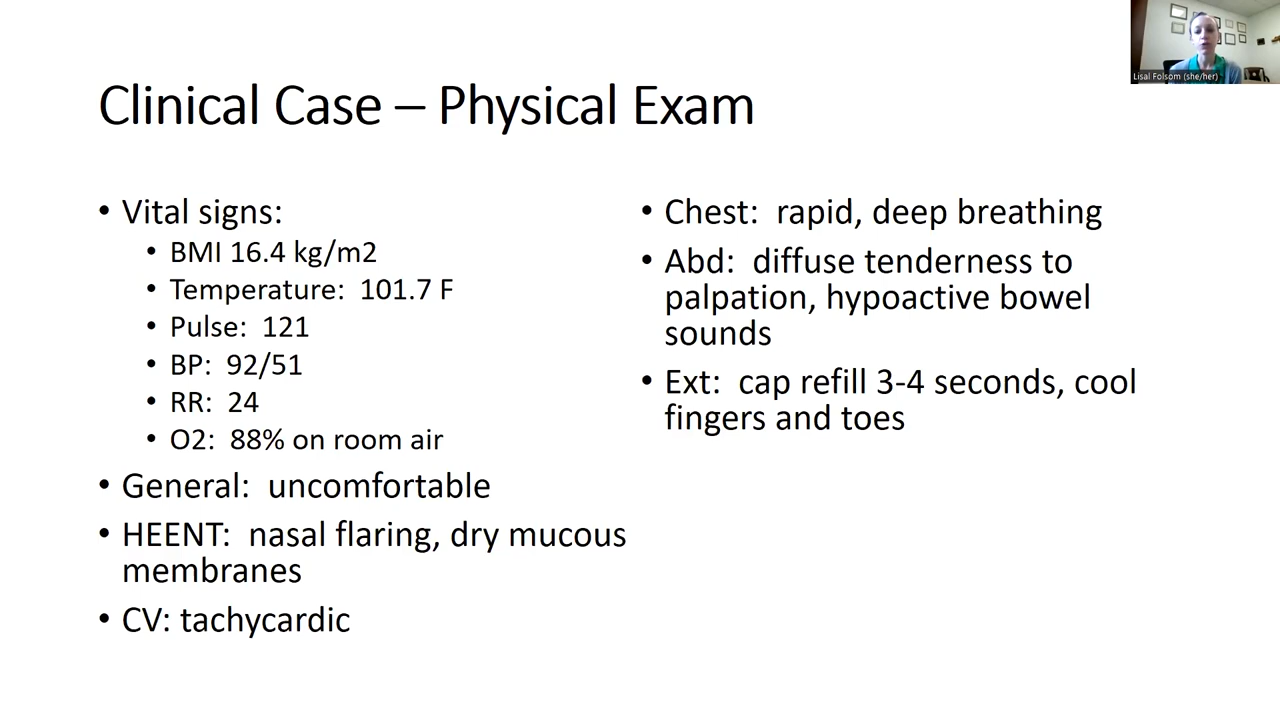 Lisal Folsom (she/her)
Clinical Case – Physical Exam
• Vital signs:
• BMI 16.4 kg/m2
• Temperature:  101.7 F
• Pulse:  121
• BP:  92/51
• RR:  24
• O2:  88% on room air
• General:  uncomfortable
• HEENT:  nasal flaring, dry mucous
membranes
• CV: tachycardic
• Chest:  rapid, deep breathing
• Abd:  diffuse tenderness to
palpation, hypoactive bowel
sounds
• Ext:  cap refill 3-4 seconds, cool
fingers and toes